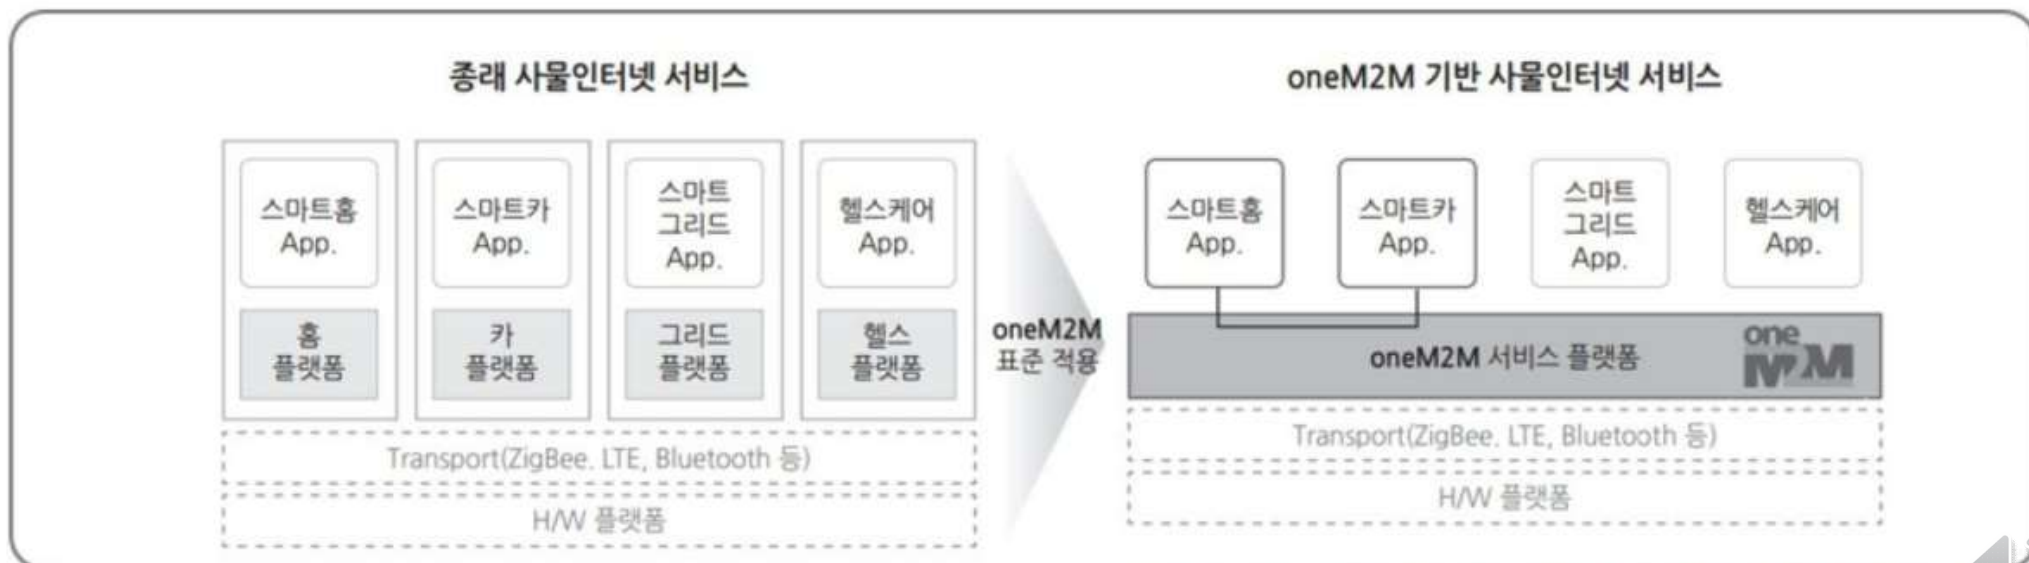 종래 사물인터넷 서비스
스마트홈
App.
스마트카
App.
스마트
그리드
App.
헬스케어
App.
홈
플랫폼
카
플랫폼
그리드
플랫폼
헬스
플랫폼
Transport(ZigBee. LTE, Bluetooth 등)
H/W 플랫폼
oneM2M
표준 적용
oneM2M 기반 사물인터넷 서비스
스마트홈
App.
스마트카
App.
스마트
그리드
App.
헬스케어
App.
oneM2M 서비스 플랫폼
one
M2M
Transport(ZigBee. LTE, Bluetooth 등)
H/W 플랫폼